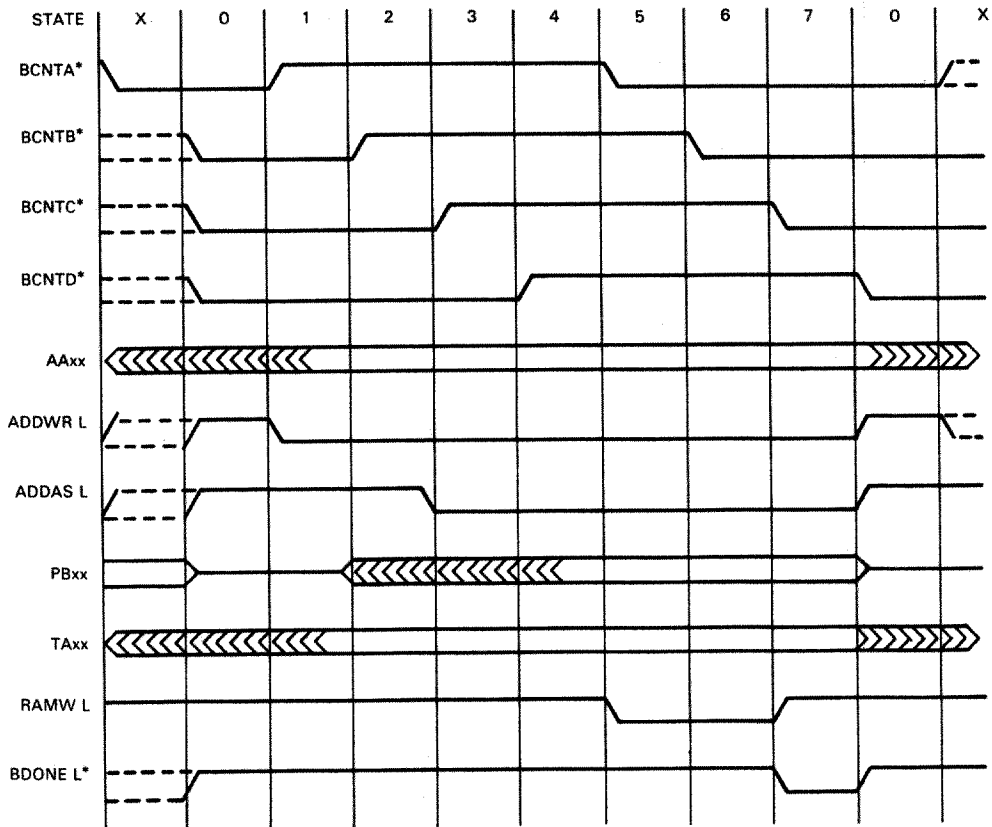 STATE X 0 1 2 3 4 5 6 7 0 X
BCNTA*
BCNTB*
BCNTC*
BCNTD*
AAxx
ADDWR L
ADDAS L
PBxx
TAxx
RAMW L
BDONE L*